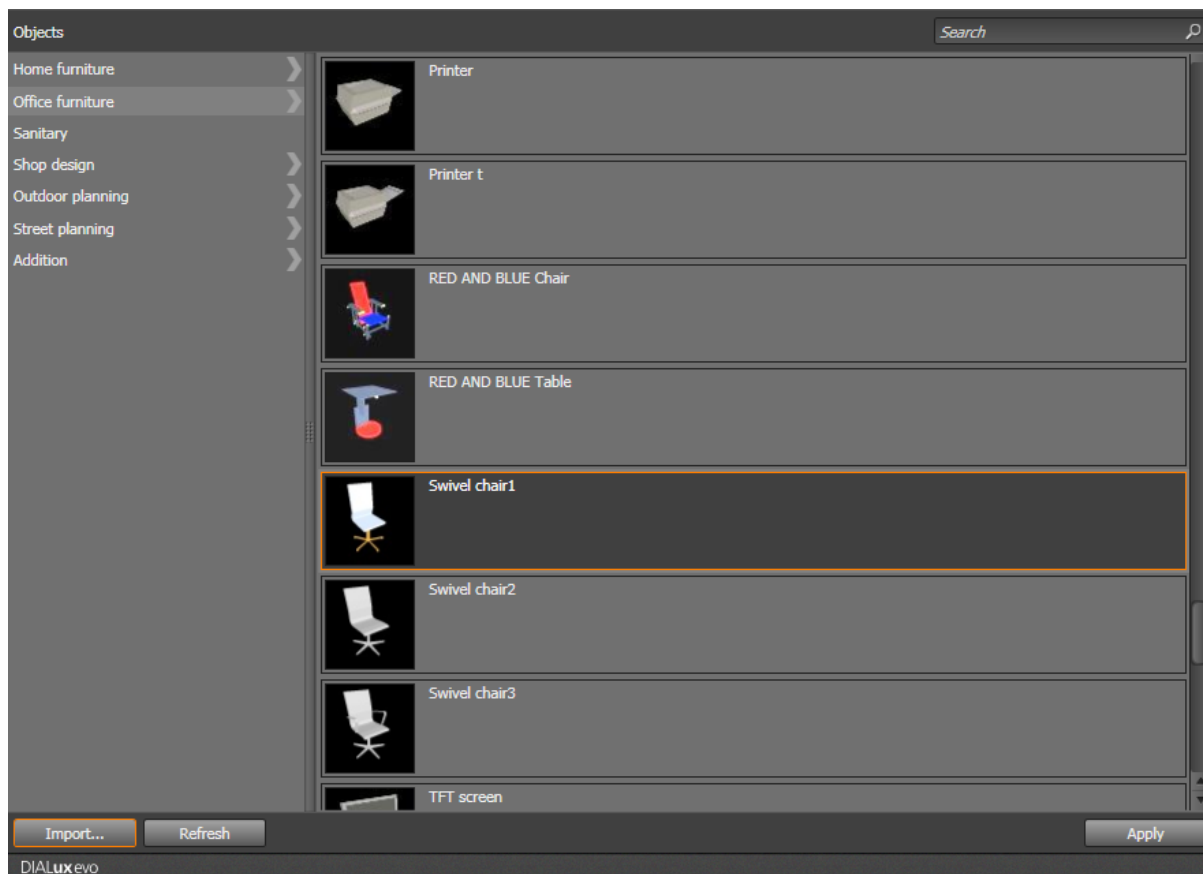 Objects
Search
Home furniture
Office furniture
Sanitary
Shop design
Outdoor planning
Street planning
Addition
Printer
Printer t
RED AND BLUE Chair
RED AND BLUE Table
Swivel chair1
Swivel chair2
Swivel chair3
TFT screen
Import...
Refresh
Apply
DIALux evo